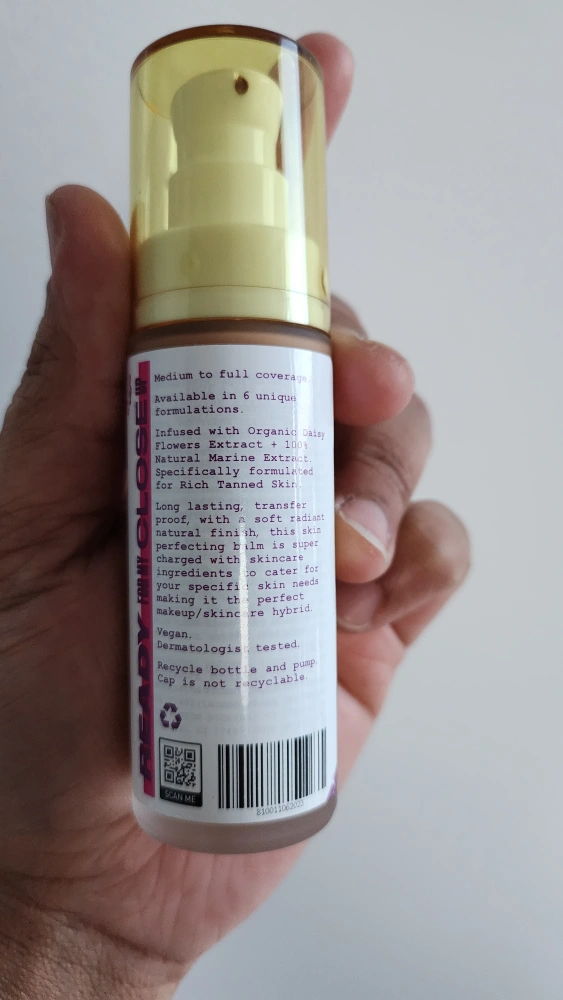 READY FOR MY CLOSE UP
Medium to full coverage.
Available in 6 unique
formulations.
Infused with Organic Daisy
Flowers Extract + 100%
Natural Marine Extract.
Specifically formulated
for Rich Tanned Skin.
Long lasting, transfer
proof, with a soft radiant
natural finish, this skin
perfecting balm is super
charged with skincare
ingredients to cater for
your specific skin needs
making it the perfect
makeup/skincare hybrid.
Vegan.
Dermatologist tested.
Recycle bottle and pump.
Cap is not recyclable.
SCAN ME